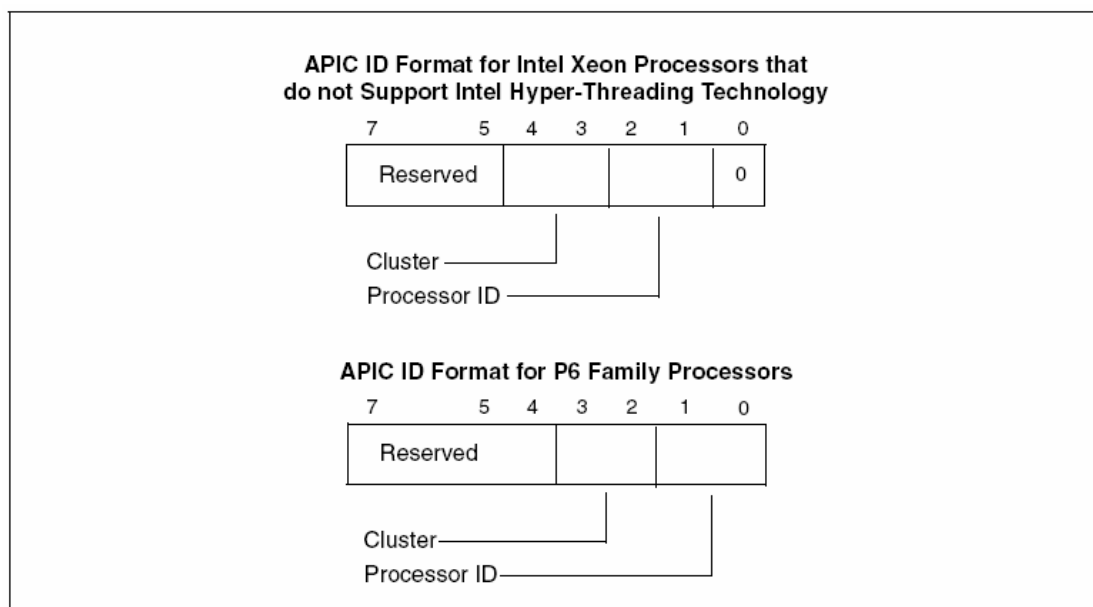 APIC ID Format for Intel Xeon Processors that
do not Support Intel Hyper-Threading Technology
7 5 4 3 2 1 0
Reserved 0
Cluster
Processor ID
APIC ID Format for P6 Family Processors
7 5 4 3 2 1 0
Reserved
Cluster
Processor ID